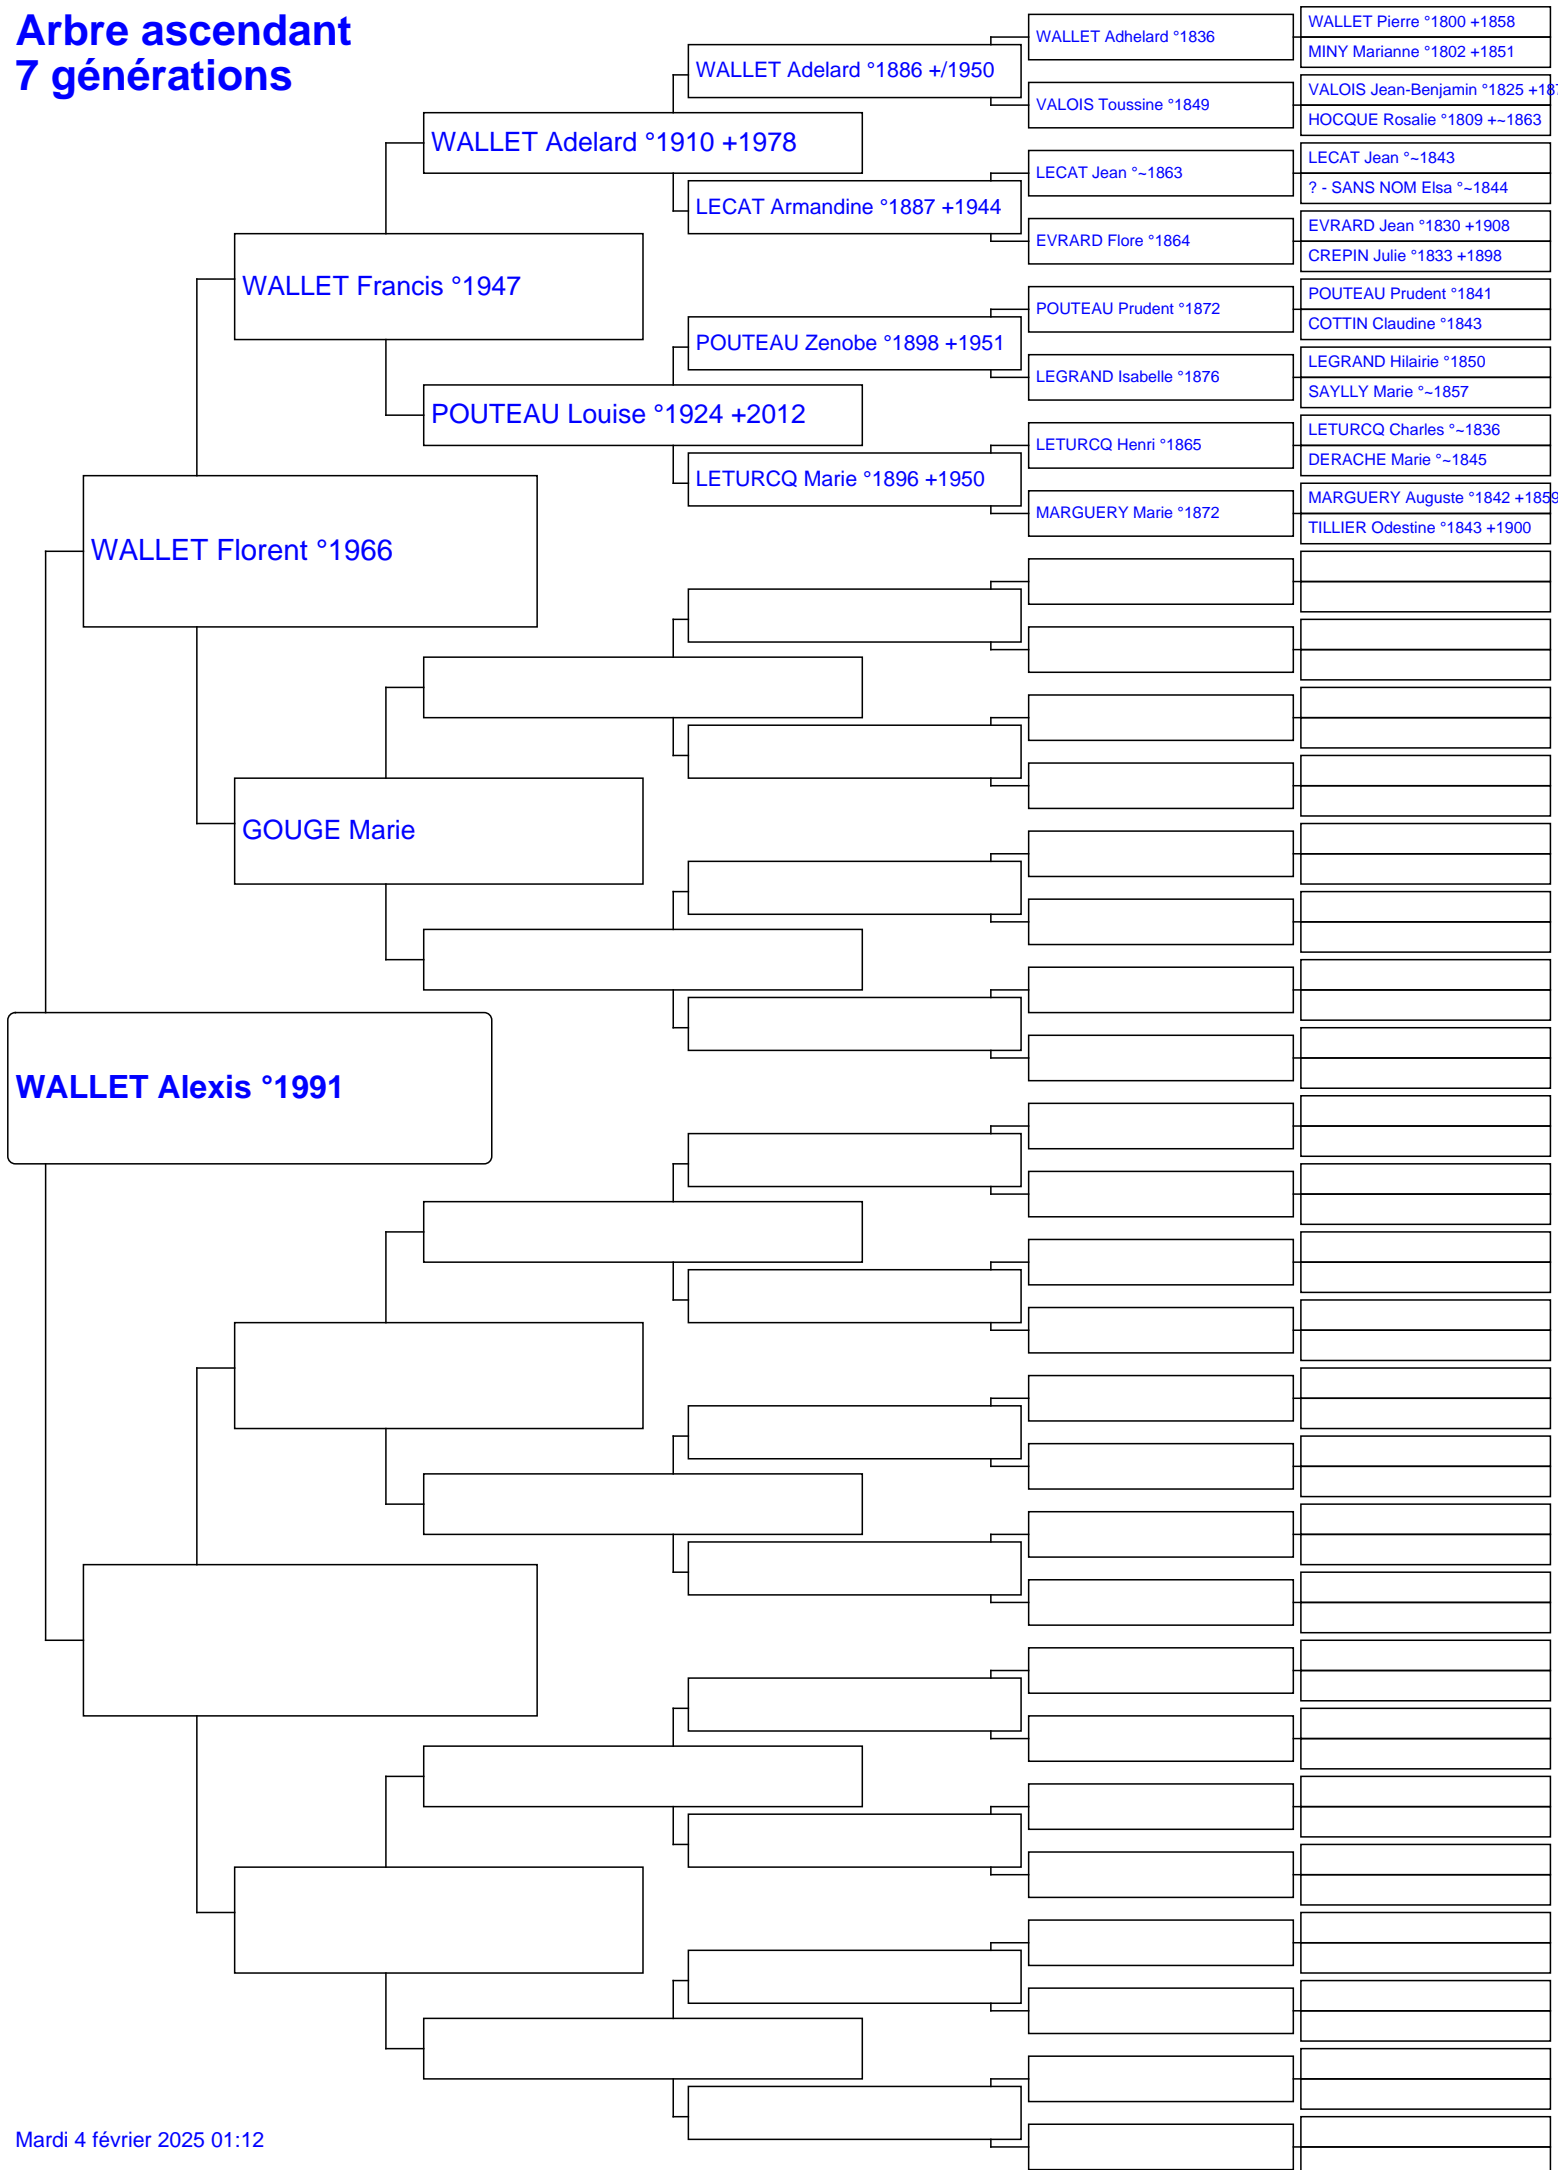 Arbre ascendant
7 générations
WALLET Pierre °1800 +1858
WALLET Adhelard °1836
MINY Marianne °1802 +1851
WALLET Adelard °1886 +/1950
VALOIS Jean-Benjamin °1825 +18
VALOIS Toussine °1849
HOCQUE Rosalie °1809 +~1863
WALLET Adelard °1910 +1978
LECAT Jean °~1843
LECAT Jean °~1863
? - SANS NOM Elsa °~1844
LECAT Armandine °1887 +1944
EVRARD Jean °1830 +1908
EVRARD Flore °1864
CREPIN Julie °1833 +1898
WALLET Francis °1947
POUTEAU Prudent °1841
POUTEAU Prudent °1872
COTTIN Claudine °1843
POUTEAU Zenobe °1898 +1951
LEGRAND Hilairie °1850
LEGRAND Isabelle °1876
SAYLLY Marie °~1857
POUTEAU Louise °1924 +2012
LETURCQ Charles °~1836
LETURCQ Henri °1865
DERACHE Marie °~1845
LETURCQ Marie °1896 +1950
MARGUERY Auguste °1842 +1859
MARGUERY Marie °1872
TILLIER Odestine °1843 +1900
WALLET Florent °1966
GOUGE Marie
WALLET Alexis °1991
Mardi 4 février 2025 01:12